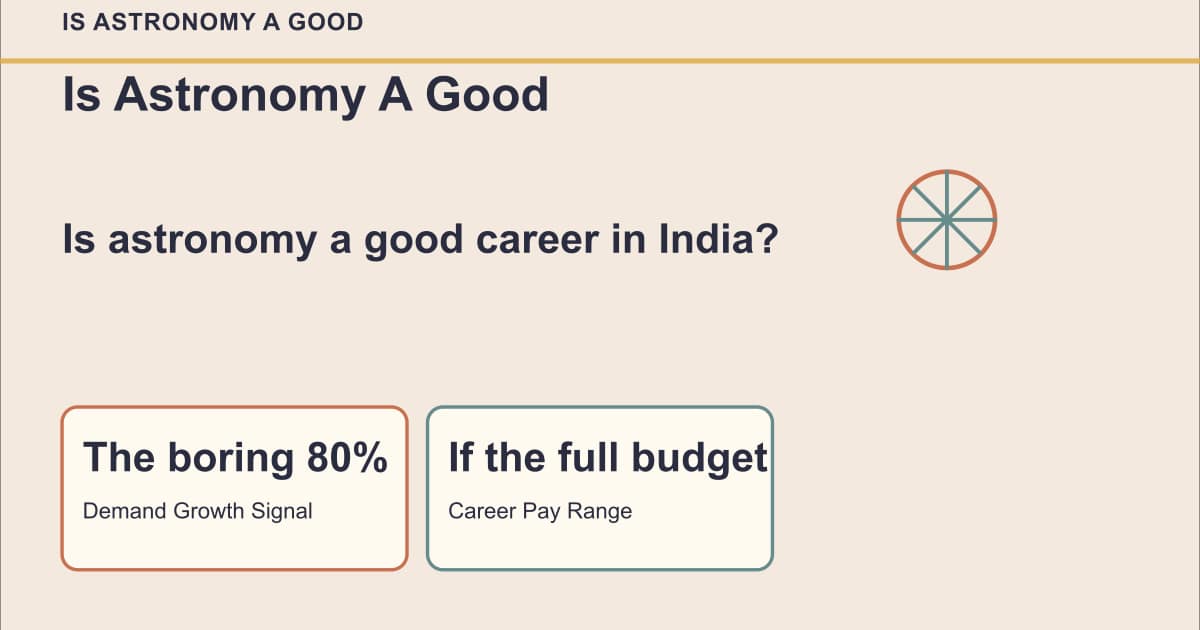 IS ASTRONOMY A GOOD
Is Astronomy A Good
Is astronomy a good career in India?
The boring 80%
Demand Growth Signal
If the full budget
Career Pay Range